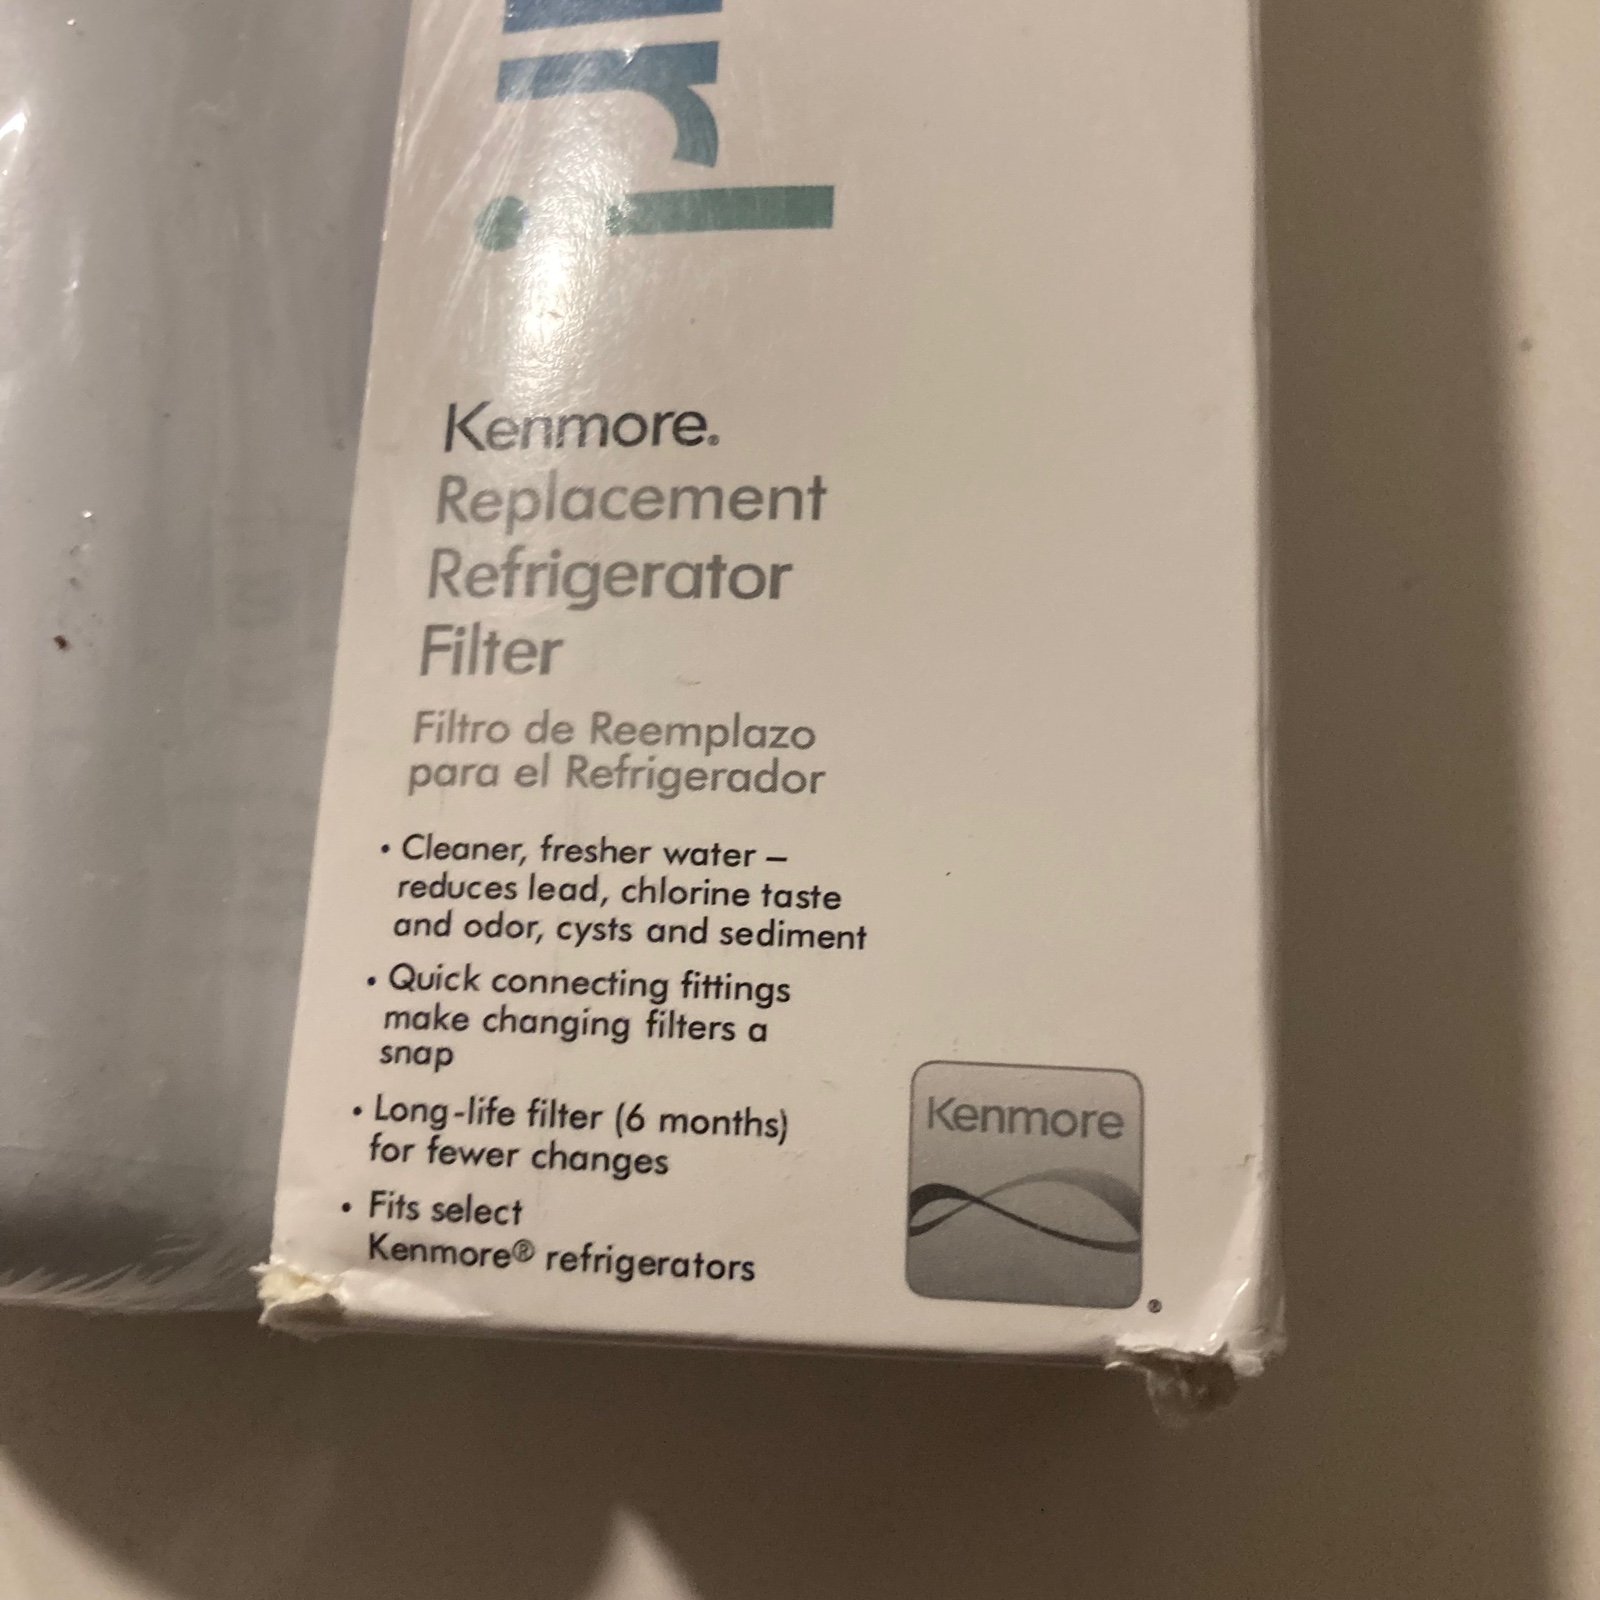 Kenmore®
Replacement
Refrigerator
Filter
Filtro de Reemplazo
para el Refrigerador
• Cleaner, fresher water –
reduces lead, chlorine taste
and odor, cysts and sediment
• Quick connecting fittings
make changing filters a
snap
• Long-life filter (6 months)
for fewer changes
• Fits select
Kenmore® refrigerators
Kenmore
®